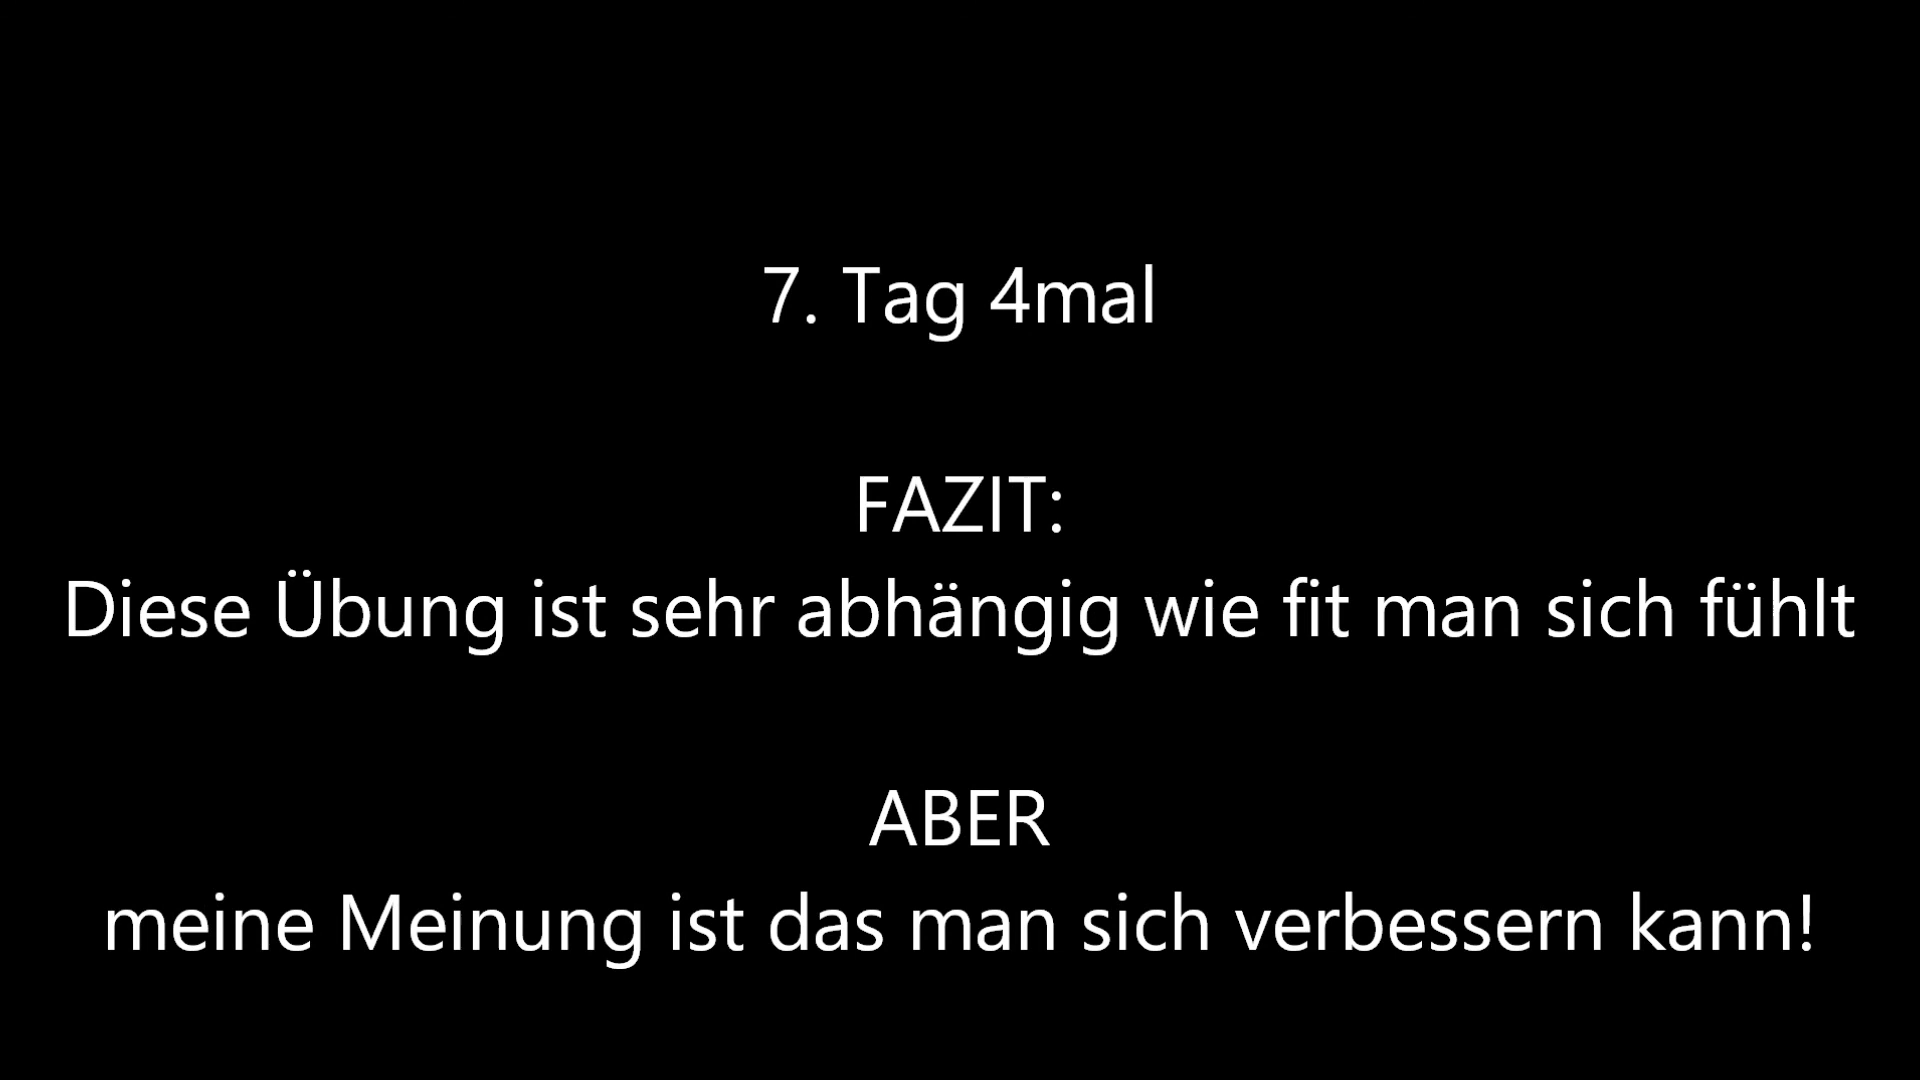 7. Tag 4mal
FAZIT:
Diese Übung ist sehr abhängig wie fit man sich fühlt
ABER
meine Meinung ist das man sich verbessern kann!